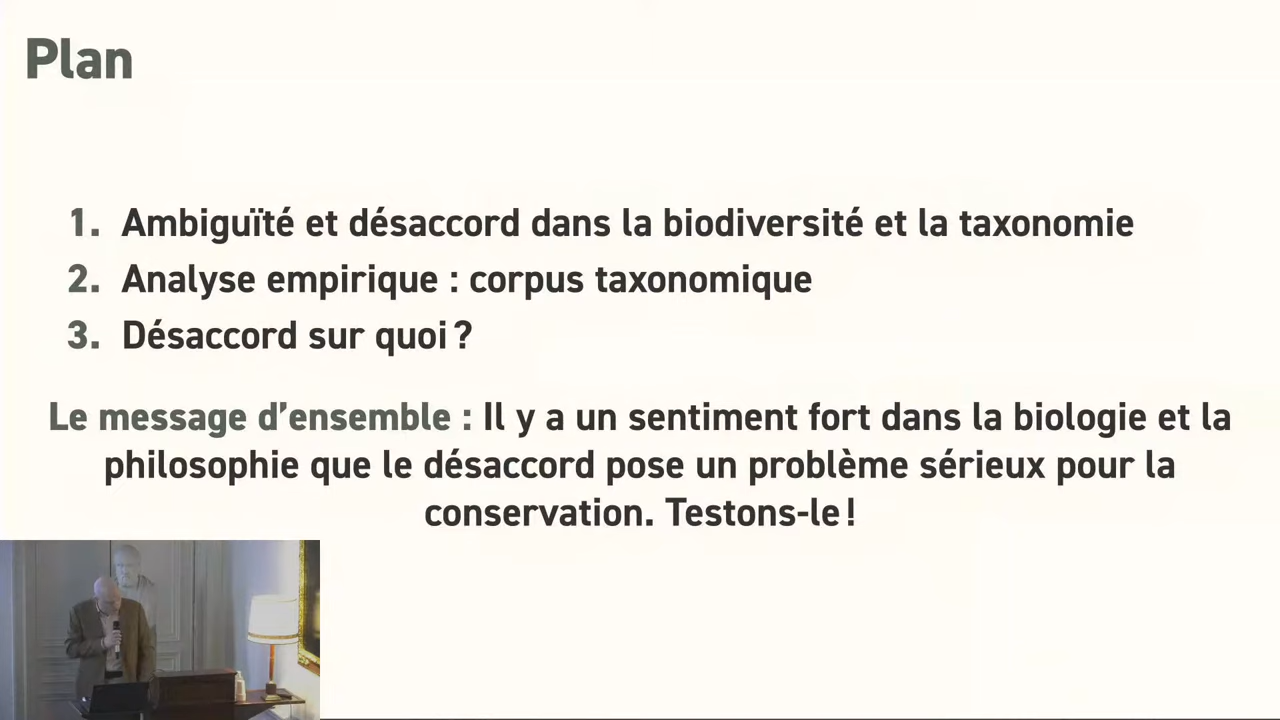 Plan
1. Ambiguïté et désaccord dans la biodiversité et la taxonomie
2. Analyse empirique : corpus taxonomique
3. Désaccord sur quoi ?
Le message d’ensemble : Il y a un sentiment fort dans la biologie et la
philosophie que le désaccord pose un problème sérieux pour la
conservation. Testons-le !